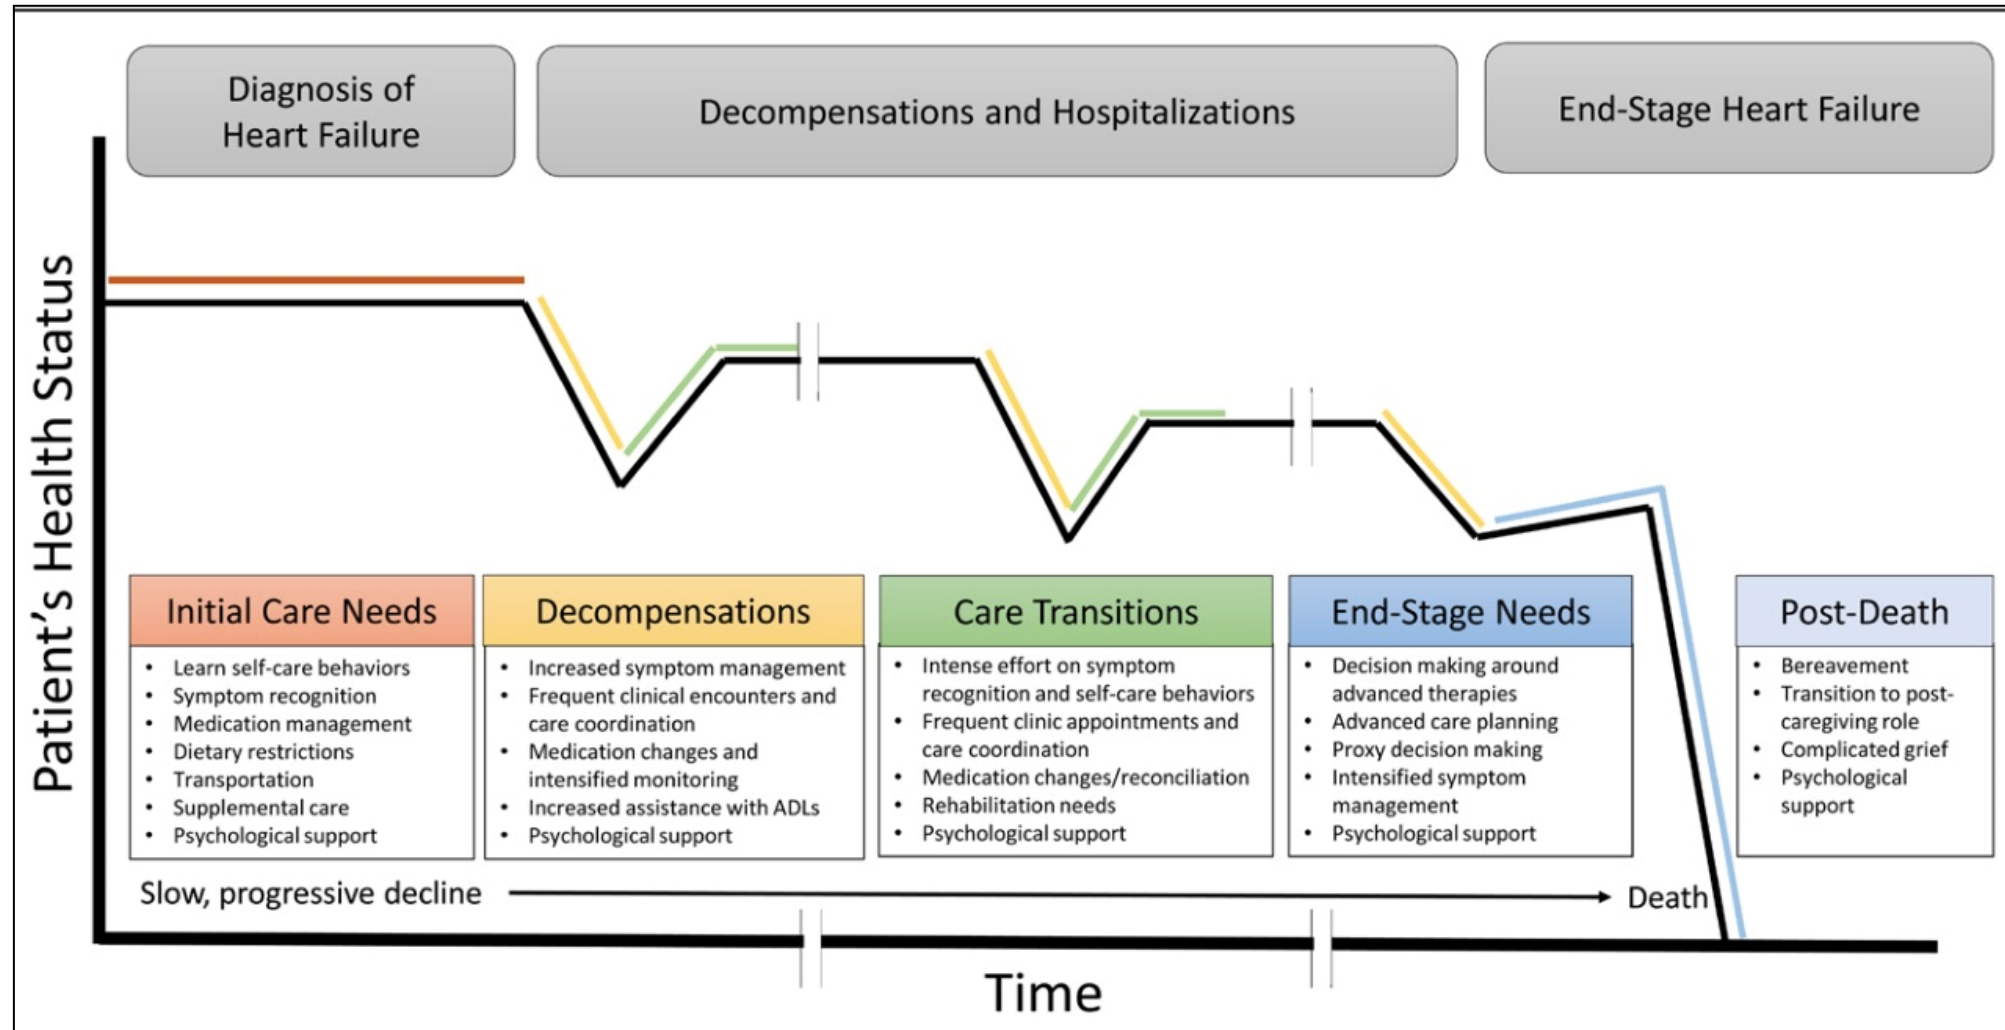 Diagnosis of
Heart Failure
Decompensations and Hospitalizations
End-Stage Heart Failure
Patient's Health Status
Initial Care Needs
• Learn self-care behaviors
• Symptom recognition
• Medication management
• Dietary restrictions
• Transportation
• Supplemental care
• Psychological support
Decompensations
• Increased symptom management
• Frequent clinical encounters and
care coordination
• Medication changes and
intensified monitoring
• Increased assistance with ADLs
• Psychological support
Care Transitions
• Intense effort on symptom
recognition and self-care behaviors
• Frequent clinic appointments and
care coordination
• Medication changes/reconciliation
• Rehabilitation needs
• Psychological support
End-Stage Needs
• Decision making around
advanced therapies
• Advanced care planning
• Proxy decision making
• Intensified symptom
management
• Psychological support
Post-Death
• Bereavement
• Transition to post-
caregiving role
• Complicated grief
• Psychological
support
Slow, progressive decline
Death
Time